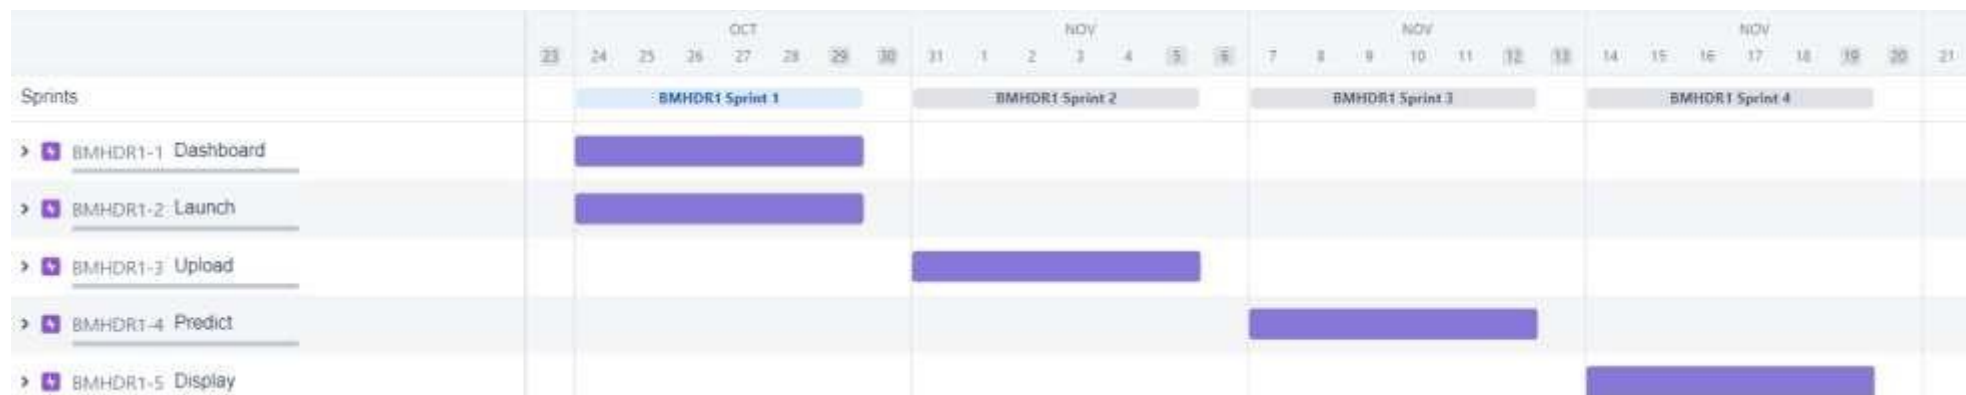 OCT NOV NOV NOV
23 24 25 26 27 28 29 30 31 1 2 3 4 5 6 7 8 9 10 11 12 13 14 15 16 17 18 19 20 21
Sprints BMHDR1 Sprint 1 BMHDR1 Sprint 2 BMHDR1 Sprint 3 BMHDR1 Sprint 4
BMHDR1-1 Dashboard
BMHDR1-2 Launch
BMHDR1-3 Upload
BMHDR1-4 Predict
BMHDR1-5 Display